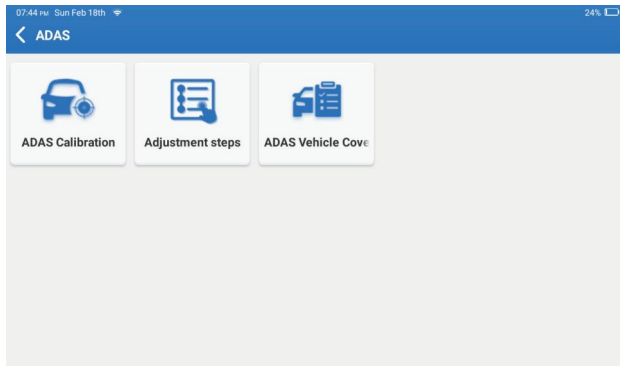 07:44 PM Sun Feb 18th
24%
ADAS
ADAS Calibration
Adjustment steps
ADAS Vehicle Cove